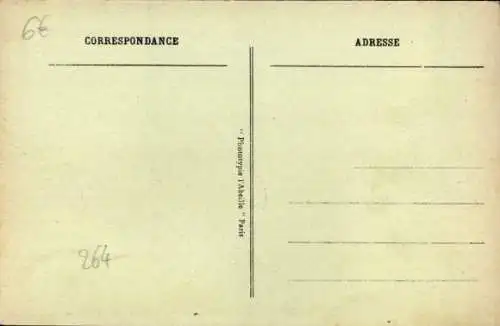 6€
CORRESPONDANCE
ADRESSE
" Phototypie l'Abeille " Paris
264